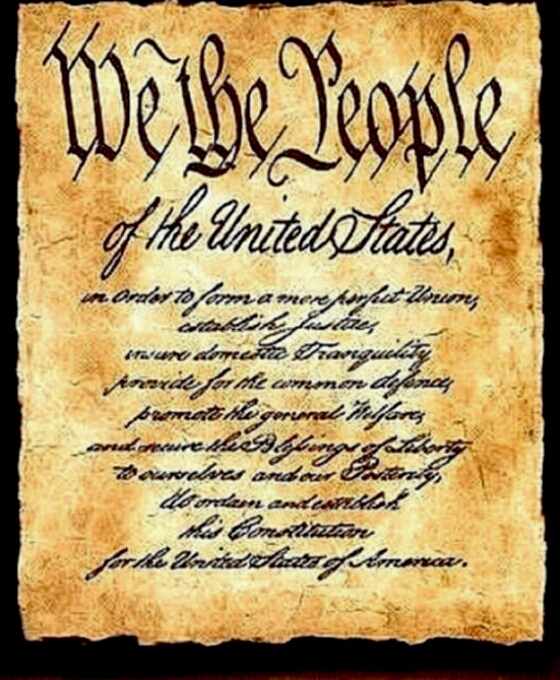 We the People
of the United States,
in Order to form a more perfect Union,
establish Justice,
insure domestic Tranquility
provide for the common defence,
promote the general Welfare,
and secure the Blessings of Liberty
to ourselves and our Posterity,
do ordain and establish
this Constitution
for the United States of America.